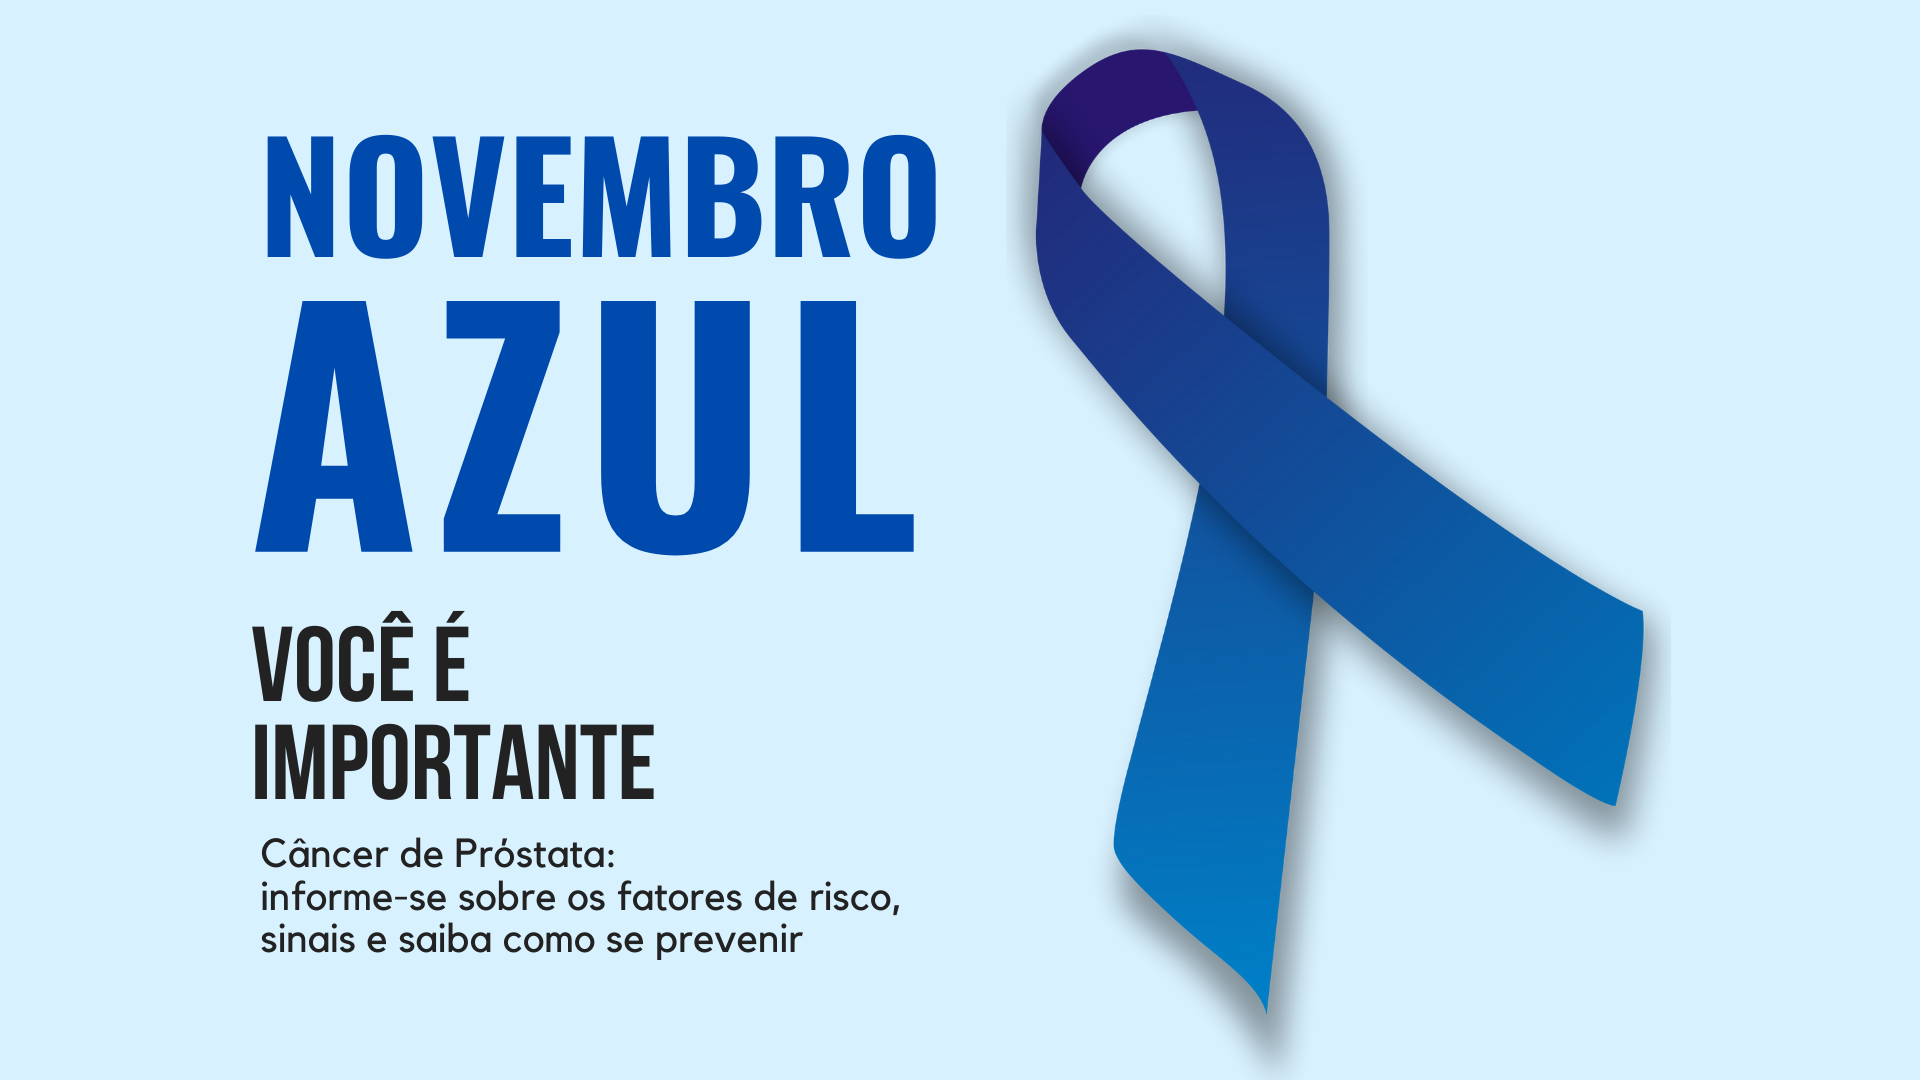 NOVEMBRO
AZUL
VOCÊ É
IMPORTANTE
Câncer de Próstata:
informe-se sobre os fatores de risco,
sinais e saiba como se prevenir